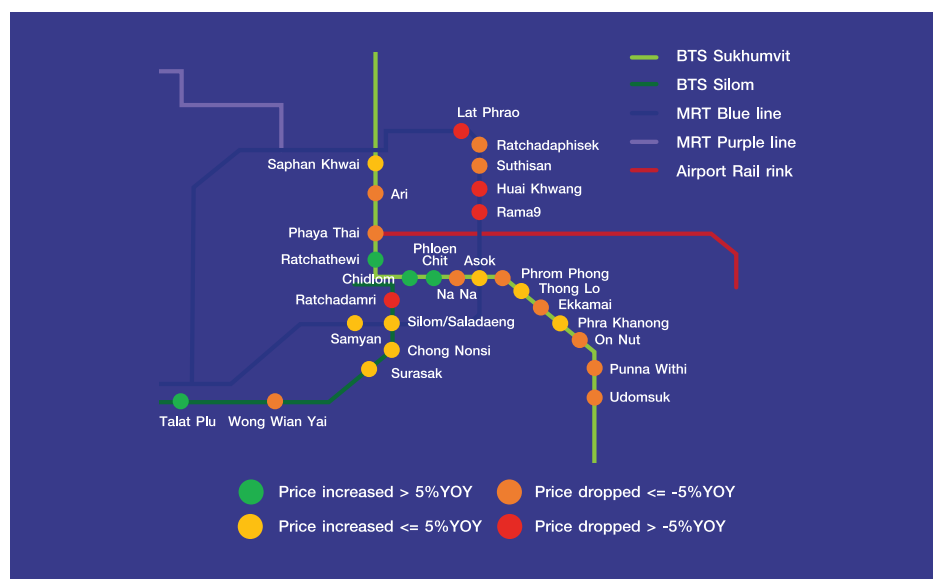 BTS Sukhumvit
BTS Silom
MRT Blue line
MRT Purple line
Airport Rail rink
Lat Phrao
Ratchadaphisek
Saphan Khwai
Suthisan
Ari
Huai Khwang
Rama9
Phaya Thai
Ratchathewi
Phloen
Chit
Asok
Chidlom
Na Na
Phrom Phong
Thong Lo
Ekkamai
Ratchadamri
Silom/Saladaeng
Phra Khanong
Samyan
On Nut
Chong Nonsi
Surasak
Punna Withi
Udomsuk
Talat Plu
Wong Wian Yai
Price increased > 5%YOY
Price dropped <= -5%YOY
Price increased <= 5%YOY
Price dropped > -5%YOY